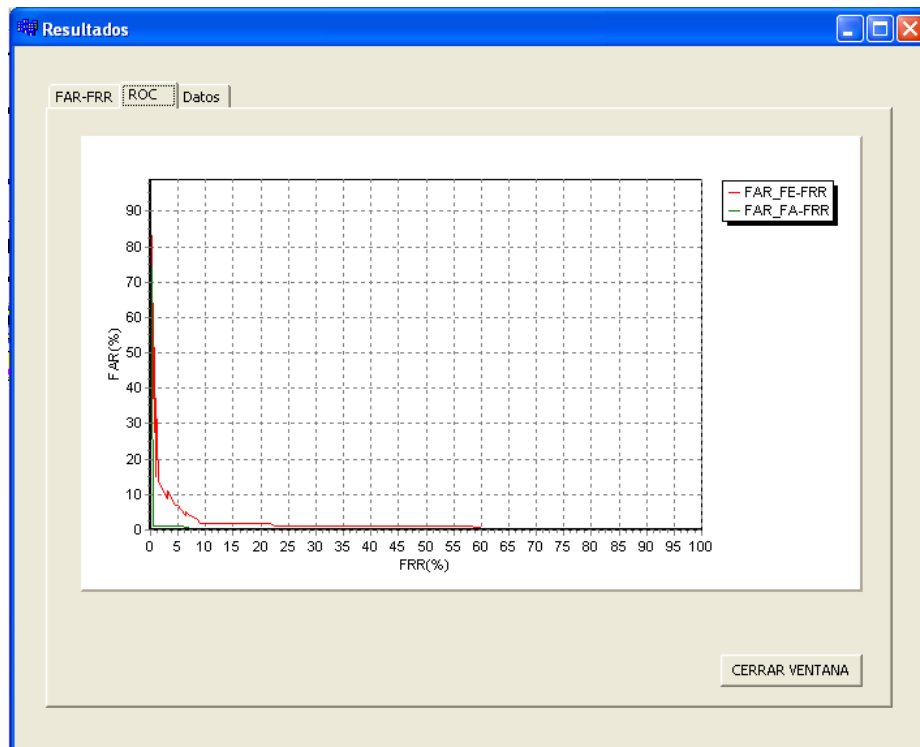 Resultados
FAR-FRR ROC Datos
FAR_FE-FRR
FAR_FA-FRR
FAR(%)
90
80
70
60
50
40
30
20
10
0
0 5 10 15 20 25 30 35 40 45 50 55 60 65 70 75 80 85 90 95 100
FRR(%)
CERRAR VENTANA